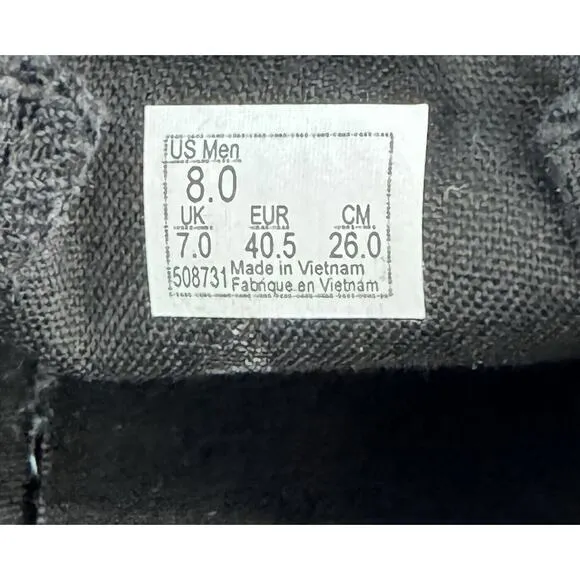 US Men
8.0
UK EUR CM
7.0 40.5 26.0
508731 Made in Vietnam
Fabrique en Vietnam